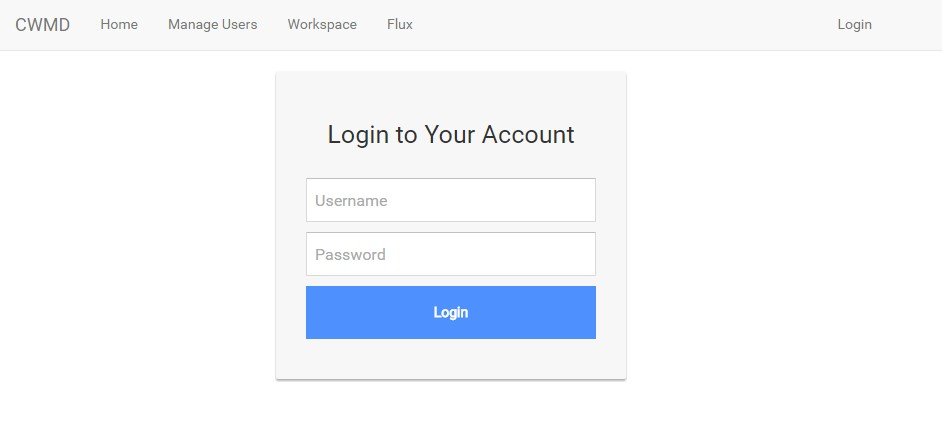 CWMD Home Manage Users Workspace Flux Login
Login to Your Account
Username
Password
Login